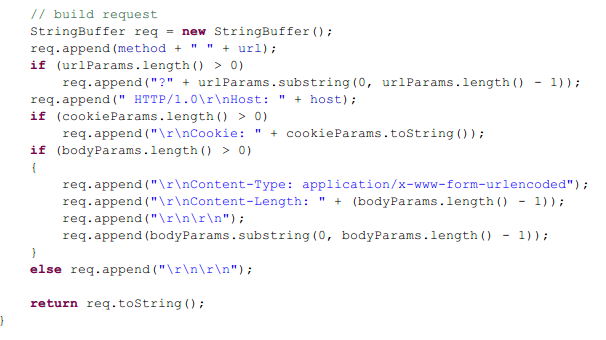 // build request
StringBuffer req = new StringBuffer();
req.append(method + " " + url);
if (urlParams.length() > 0)
req.append("?" + urlParams.substring(0, urlParams.length() - 1));
req.append(" HTTP/1.0\r\nHost: " + host);
if (cookieParams.length() > 0)
req.append("\r\nCookie: " + cookieParams.toString());
if (bodyParams.length() > 0)
{
req.append("\r\nContent-Type: application/x-www-form-urlencoded");
req.append("\r\nContent-Length: " + (bodyParams.length() - 1));
req.append("\r\n\r\n");
req.append(bodyParams.substring(0, bodyParams.length() - 1));
}
else req.append("\r\n\r\n");
return req.toString();
}